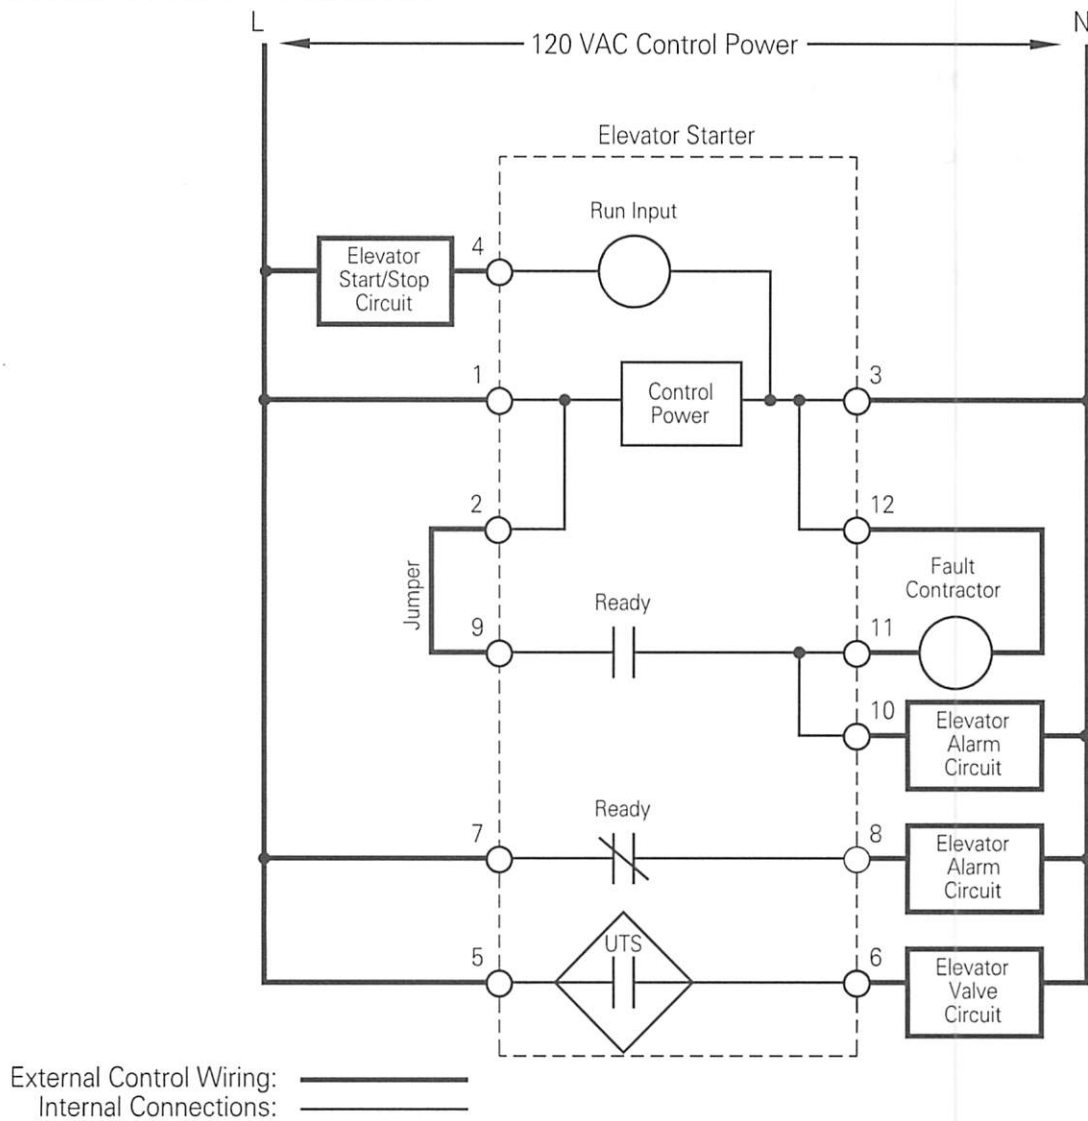 L
N
120 VAC Control Power
Elevator Starter
Run Input
4
Elevator
Start/Stop
Circuit
1
Control
Power
3
2
12
Jumper
Fault
Contractor
9
Ready
11
10
Elevator
Alarm
Circuit
7
Ready
8
Elevator
Alarm
Circuit
5
UTS
6
Elevator
Valve
Circuit
External Control Wiring:
Internal Connections: